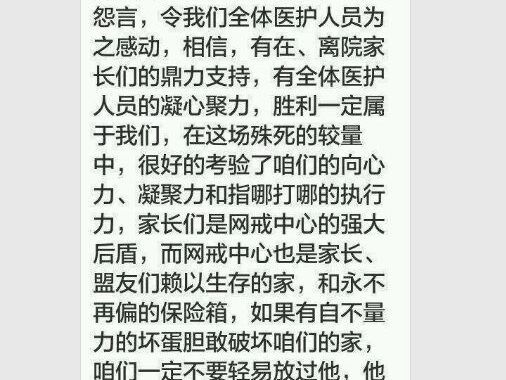 怨言，令我们全体医护人员为
之感动，相信，有在、离院家
长们的鼎力支持，有全体医护
人员的凝心聚力，胜利一定属
于我们，在这场殊死的较量
中，很好的考验了咱们的向心
力、凝聚力和指哪打哪的执行
力，家长们是网戒中心的强大
后盾，而网戒中心也是家长、
盟友们赖以生存的家，和永不
再偏的保险箱，如果有自不量
力的坏蛋胆敢破坏咱们的家，
咱们一定不要轻易放过他，他